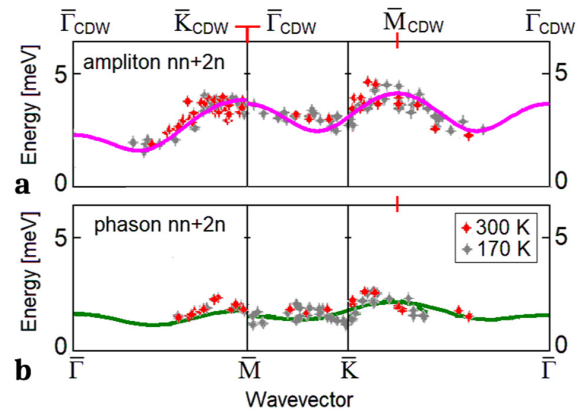 Γ̅CDW K̅CDW Γ̅CDW M̅CDW Γ̅CDW
ampliton nn+2n
Energy [meV]
5
0
5
0
a
phason nn+2n
300 K
170 K
Energy [meV]
5
0
5
0
b
Γ̅ M̅ K̅ Γ̅
Wavevector